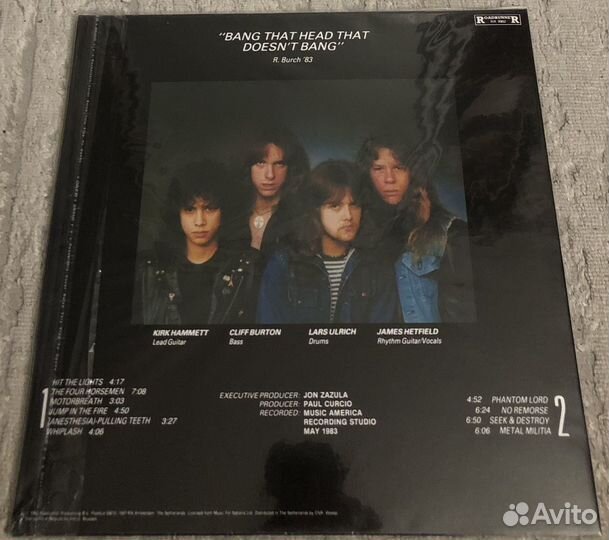 ROADRUNNER
"BANG THAT HEAD THAT
DOESN'T BANG"
R. Burch '83
KIRK HAMMETT
Lead Guitar
CLIFF BURTON
Bass
LARS ULRICH
Drums
JAMES HETFIELD
Rhythm Guitar/Vocals
1
HIT THE LIGHTS 4:17
THE FOUR HORSEMEN 7:08
MOTORBREATH 3:03
JUMP IN THE FIRE 4:50
(ANESTHESIA)-PULLING TEETH 3:27
WHIPLASH 4:06
EXECUTIVE PRODUCER: JON ZAZULA
PRODUCER: PAUL CURCIO
RECORDED: MUSIC AMERICA
RECORDING STUDIO
MAY 1983
4:52 PHANTOM LORD
6:24 NO REMORSE
6:50 SEEK & DESTROY
6:06 METAL MILITIA
2
Avito